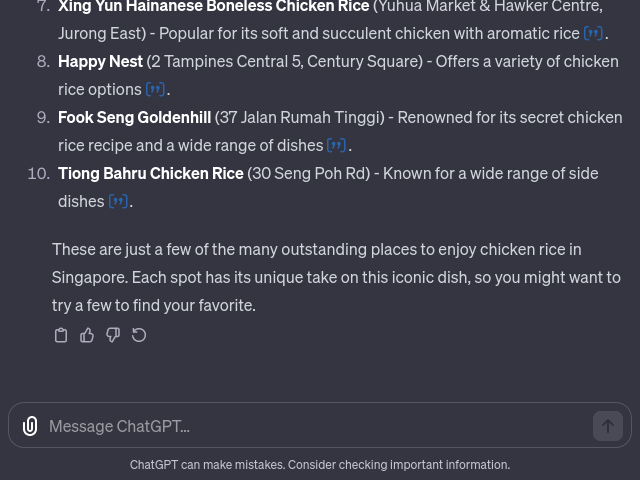 7. Xing Yun Hainanese Boneless Chicken Rice (Yuhua Market & Hawker Centre,
Jurong East) - Popular for its soft and succulent chicken with aromatic rice ["].
8. Happy Nest (2 Tampines Central 5, Century Square) - Offers a variety of chicken
rice options ["].
9. Fook Seng Goldenhill (37 Jalan Rumah Tinggi) - Renowned for its secret chicken
rice recipe and a wide range of dishes ["].
10. Tiong Bahru Chicken Rice (30 Seng Poh Rd) - Known for a wide range of side
dishes ["].
These are just a few of the many outstanding places to enjoy chicken rice in
Singapore. Each spot has its unique take on this iconic dish, so you might want to
try a few to find your favorite.
Message ChatGPT...
ChatGPT can make mistakes. Consider checking important information.